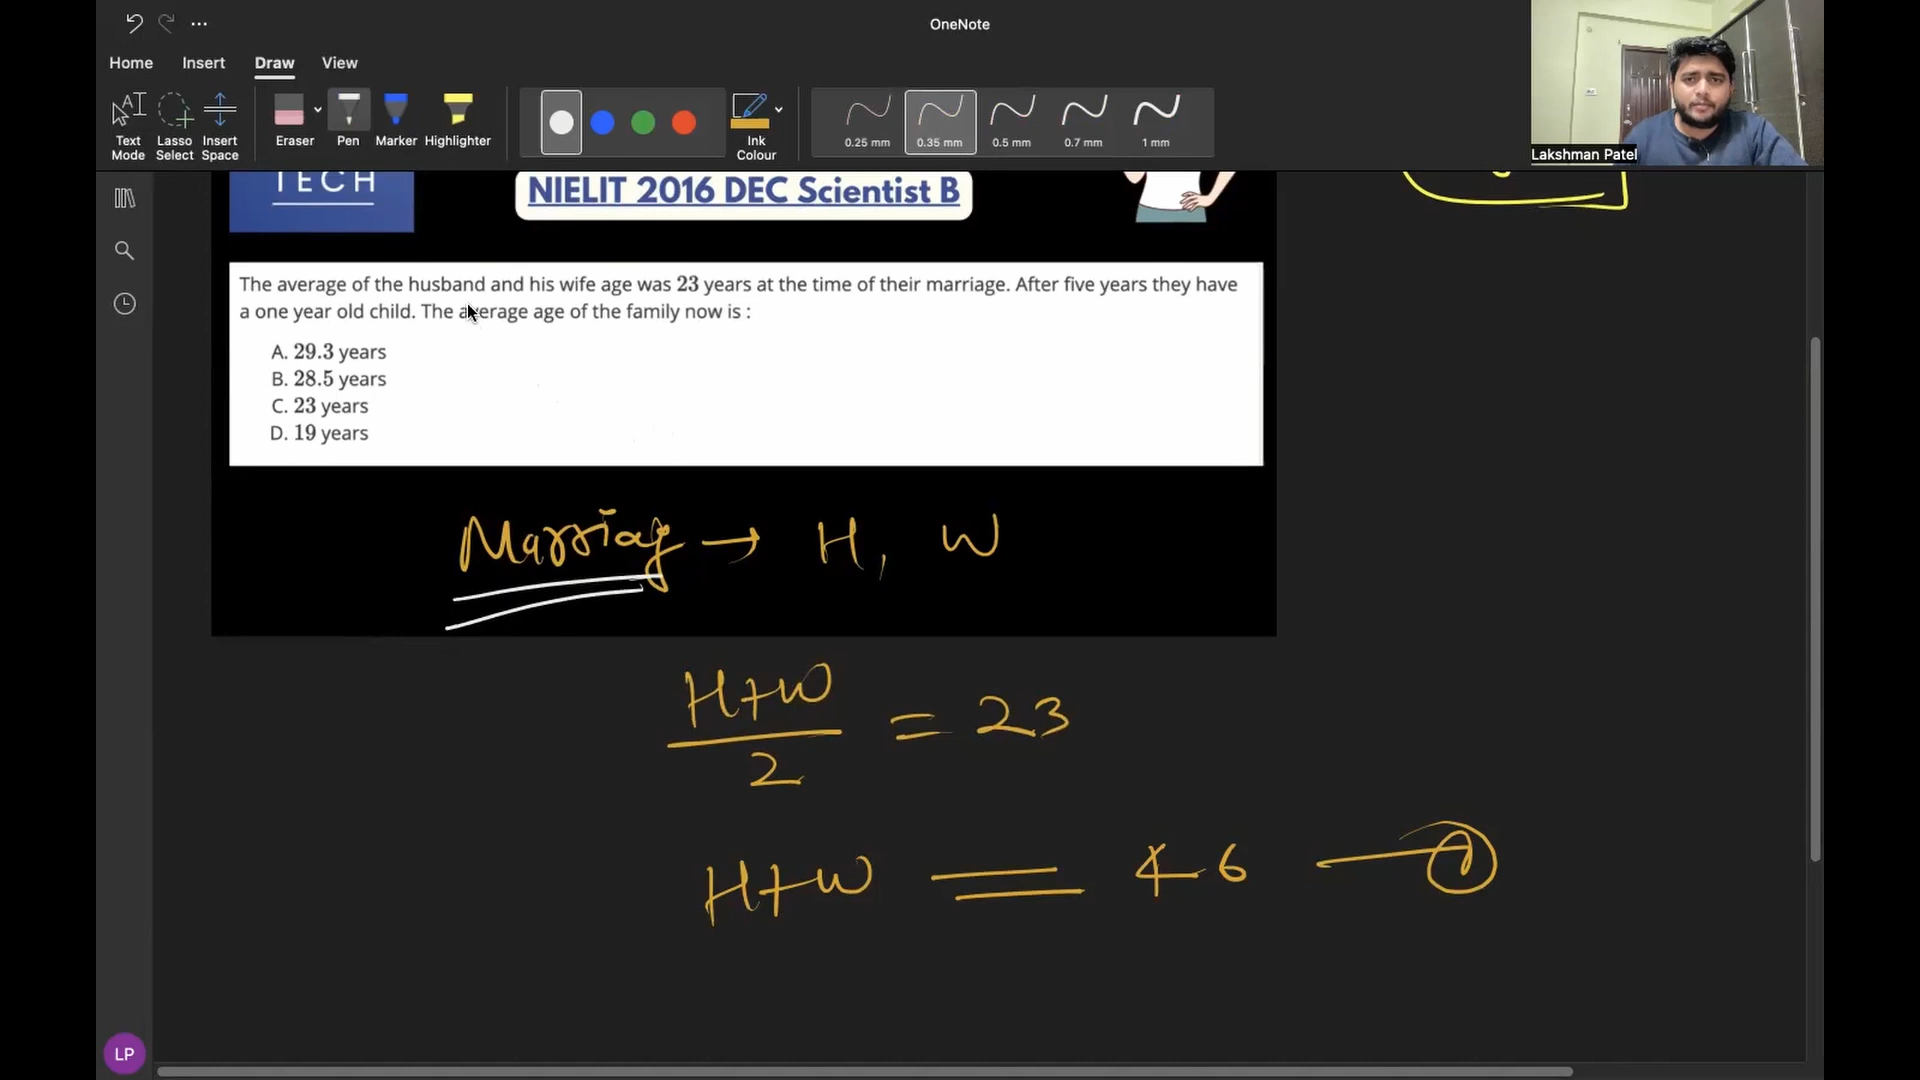 OneNote
Home Insert Draw View
Text Mode
Lasso Select
Insert Space
Eraser
Pen
Marker
Highlighter
Ink Colour
0.25 mm
0.35 mm
0.5 mm
0.7 mm
1 mm
Lakshman Patel
TECH
NIELIT 2016 DEC Scientist B
The average of the husband and his wife age was 23 years at the time of their marriage. After five years they have
a one year old child. The average age of the family now is :
A. 29.3 years
B. 28.5 years
C. 23 years
D. 19 years
Marriag → H, W
H+W
2
= 23
H+W = 46 — ①
LP